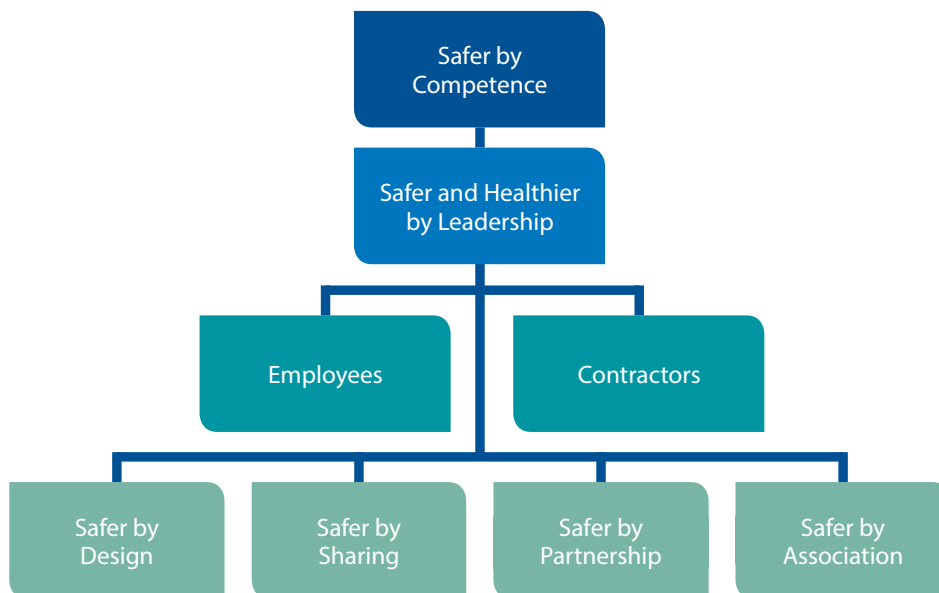 Safer by
Competence
Safer and Healthier
by Leadership
Employees
Contractors
Safer by
Design
Safer by
Sharing
Safer by
Partnership
Safer by
Association